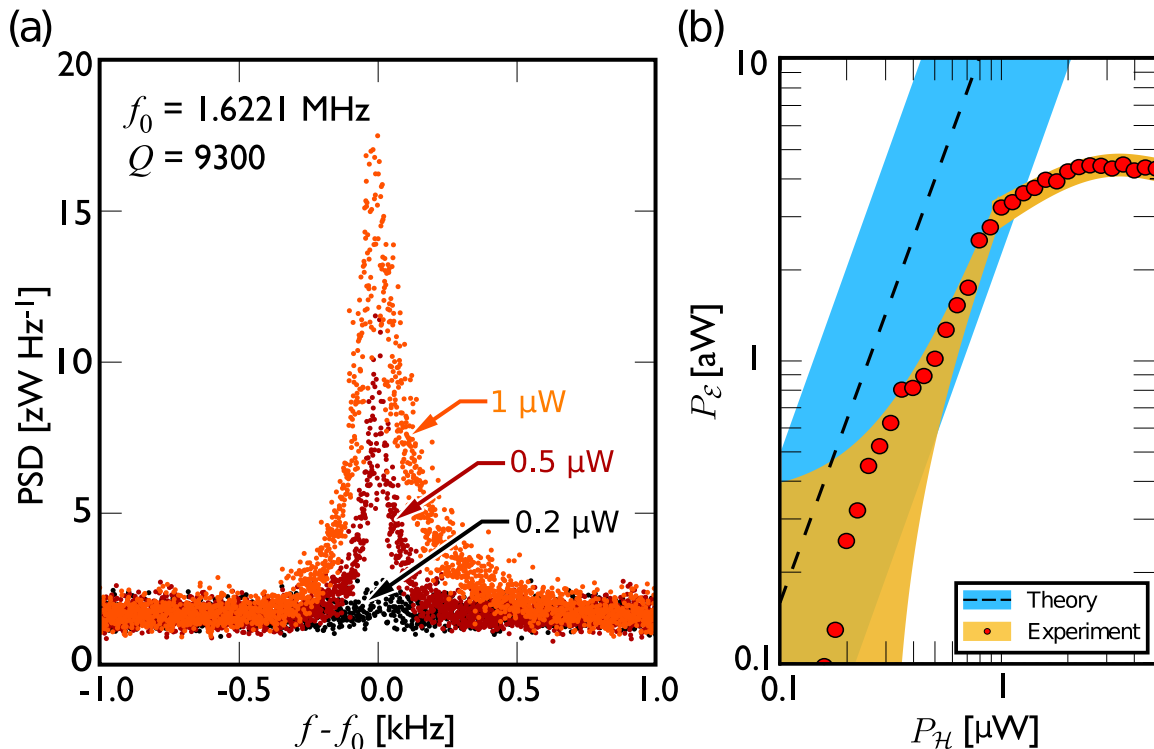 (a)
20
15
10
5
0
PSD [zW Hz⁻¹]
f₀ = 1.6221 MHz
Q = 9300
1 μW
0.5 μW
0.2 μW
-1.0 -0.5 0.0 0.5 1.0
f - f₀ [kHz]
(b)
10
1
0.1
P_ℰ [aW]
Theory
Experiment
0.1 1
P_ℋ [μW]